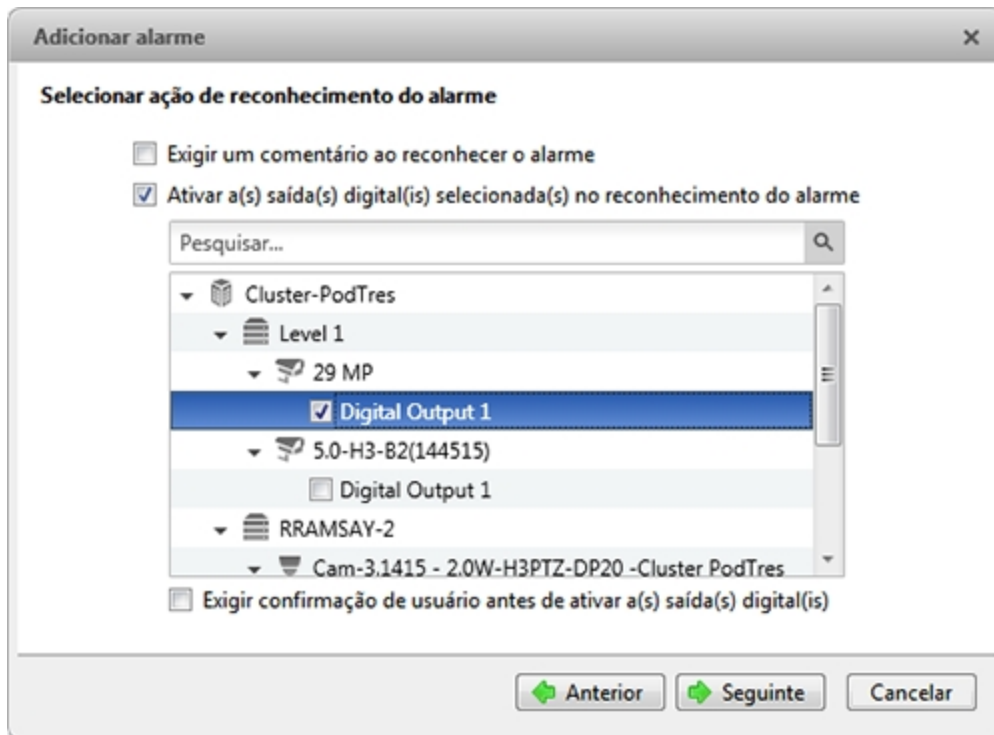 Adicionar alarme
Selecionar ação de reconhecimento do alarme
Exigir um comentário ao reconhecer o alarme
Ativar a(s) saída(s) digital(is) selecionada(s) no reconhecimento do alarme
Pesquisar...
Cluster-PodTres
Level 1
29 MP
Digital Output 1
5.0-H3-B2(144515)
Digital Output 1
RRAMSAY-2
Cam-3.1415 - 2.0W-H3PTZ-DP20 -Cluster PodTres
Exigir confirmação de usuário antes de ativar a(s) saída(s) digital(is)
Anterior Seguinte Cancelar